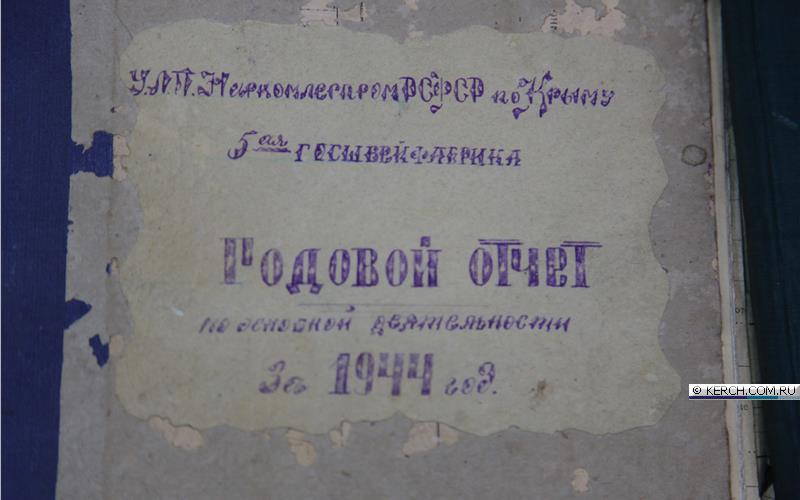 У.Л.П. Наркомлегпром РСФСР по Крыму
5ая ГОСШВЕЙФАБРИКА
Годовой отчет
по основной деятельности
За 1944 год.
© KERCH.COM.RU